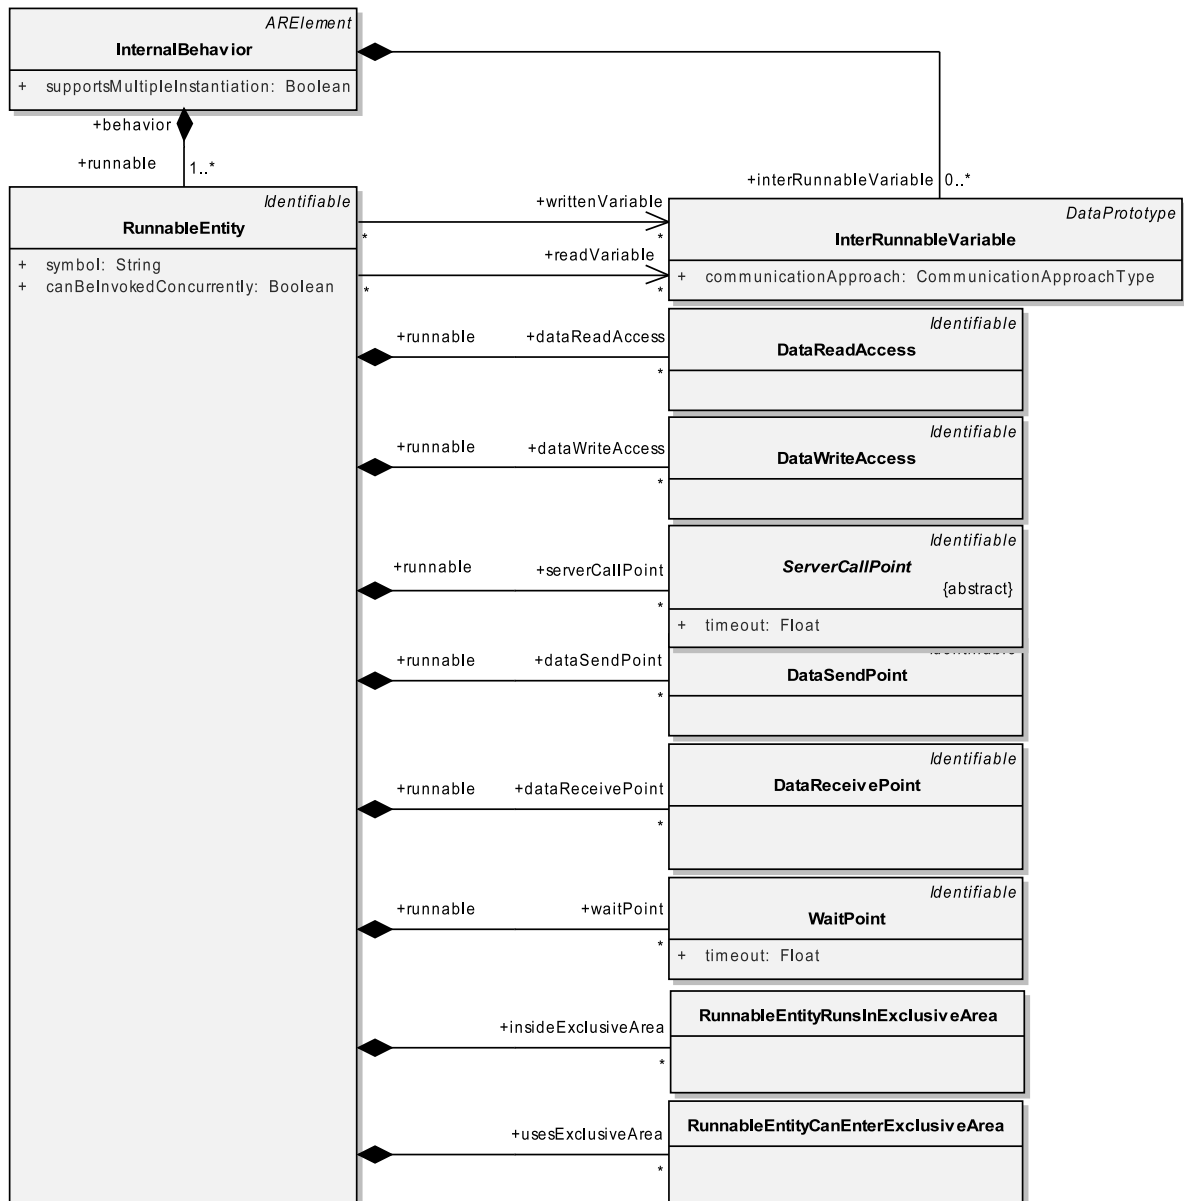 ARElement
InternalBehavior
+ supportsMultipleInstantiation: Boolean
+behavior
+runnable
1..*
+interRunnableVariable 0..*
Identifiable
RunnableEntity
+ symbol: String
+ canBeInvokedConcurrently: Boolean
+writtenVariable
* *
+readVariable
* *
DataPrototype
InterRunnableVariable
+ communicationApproach: CommunicationApproachType
+runnable +dataReadAccess
*
Identifiable
DataReadAccess
+runnable +dataWriteAccess
*
Identifiable
DataWriteAccess
+runnable +serverCallPoint
*
Identifiable
ServerCallPoint
{abstract}
+ timeout: Float
+runnable +dataSendPoint
*
DataSendPoint
+runnable +dataReceivePoint
*
Identifiable
DataReceivePoint
+runnable +waitPoint
*
Identifiable
WaitPoint
+ timeout: Float
+insideExclusiveArea
*
RunnableEntityRunsInExclusiveArea
+usesExclusiveArea
*
RunnableEntityCanEnterExclusiveArea